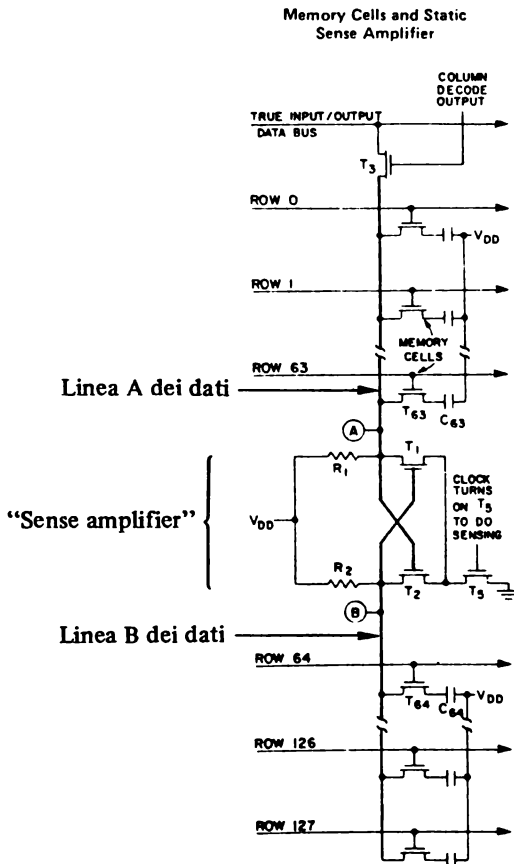 Memory Cells and Static
Sense Amplifier
COLUMN
DECODE
OUTPUT
TRUE INPUT/OUTPUT
DATA BUS
T3
ROW 0
VDD
ROW 1
MEMORY
CELLS
ROW 63
Linea A dei dati
T63
C63
A
R1
T1
CLOCK
TURNS
ON T5
TO DO
SENSING
“Sense amplifier”
VDD
R2
T2
T5
B
Linea B dei dati
ROW 64
T64
C64
VDD
ROW 126
ROW 127